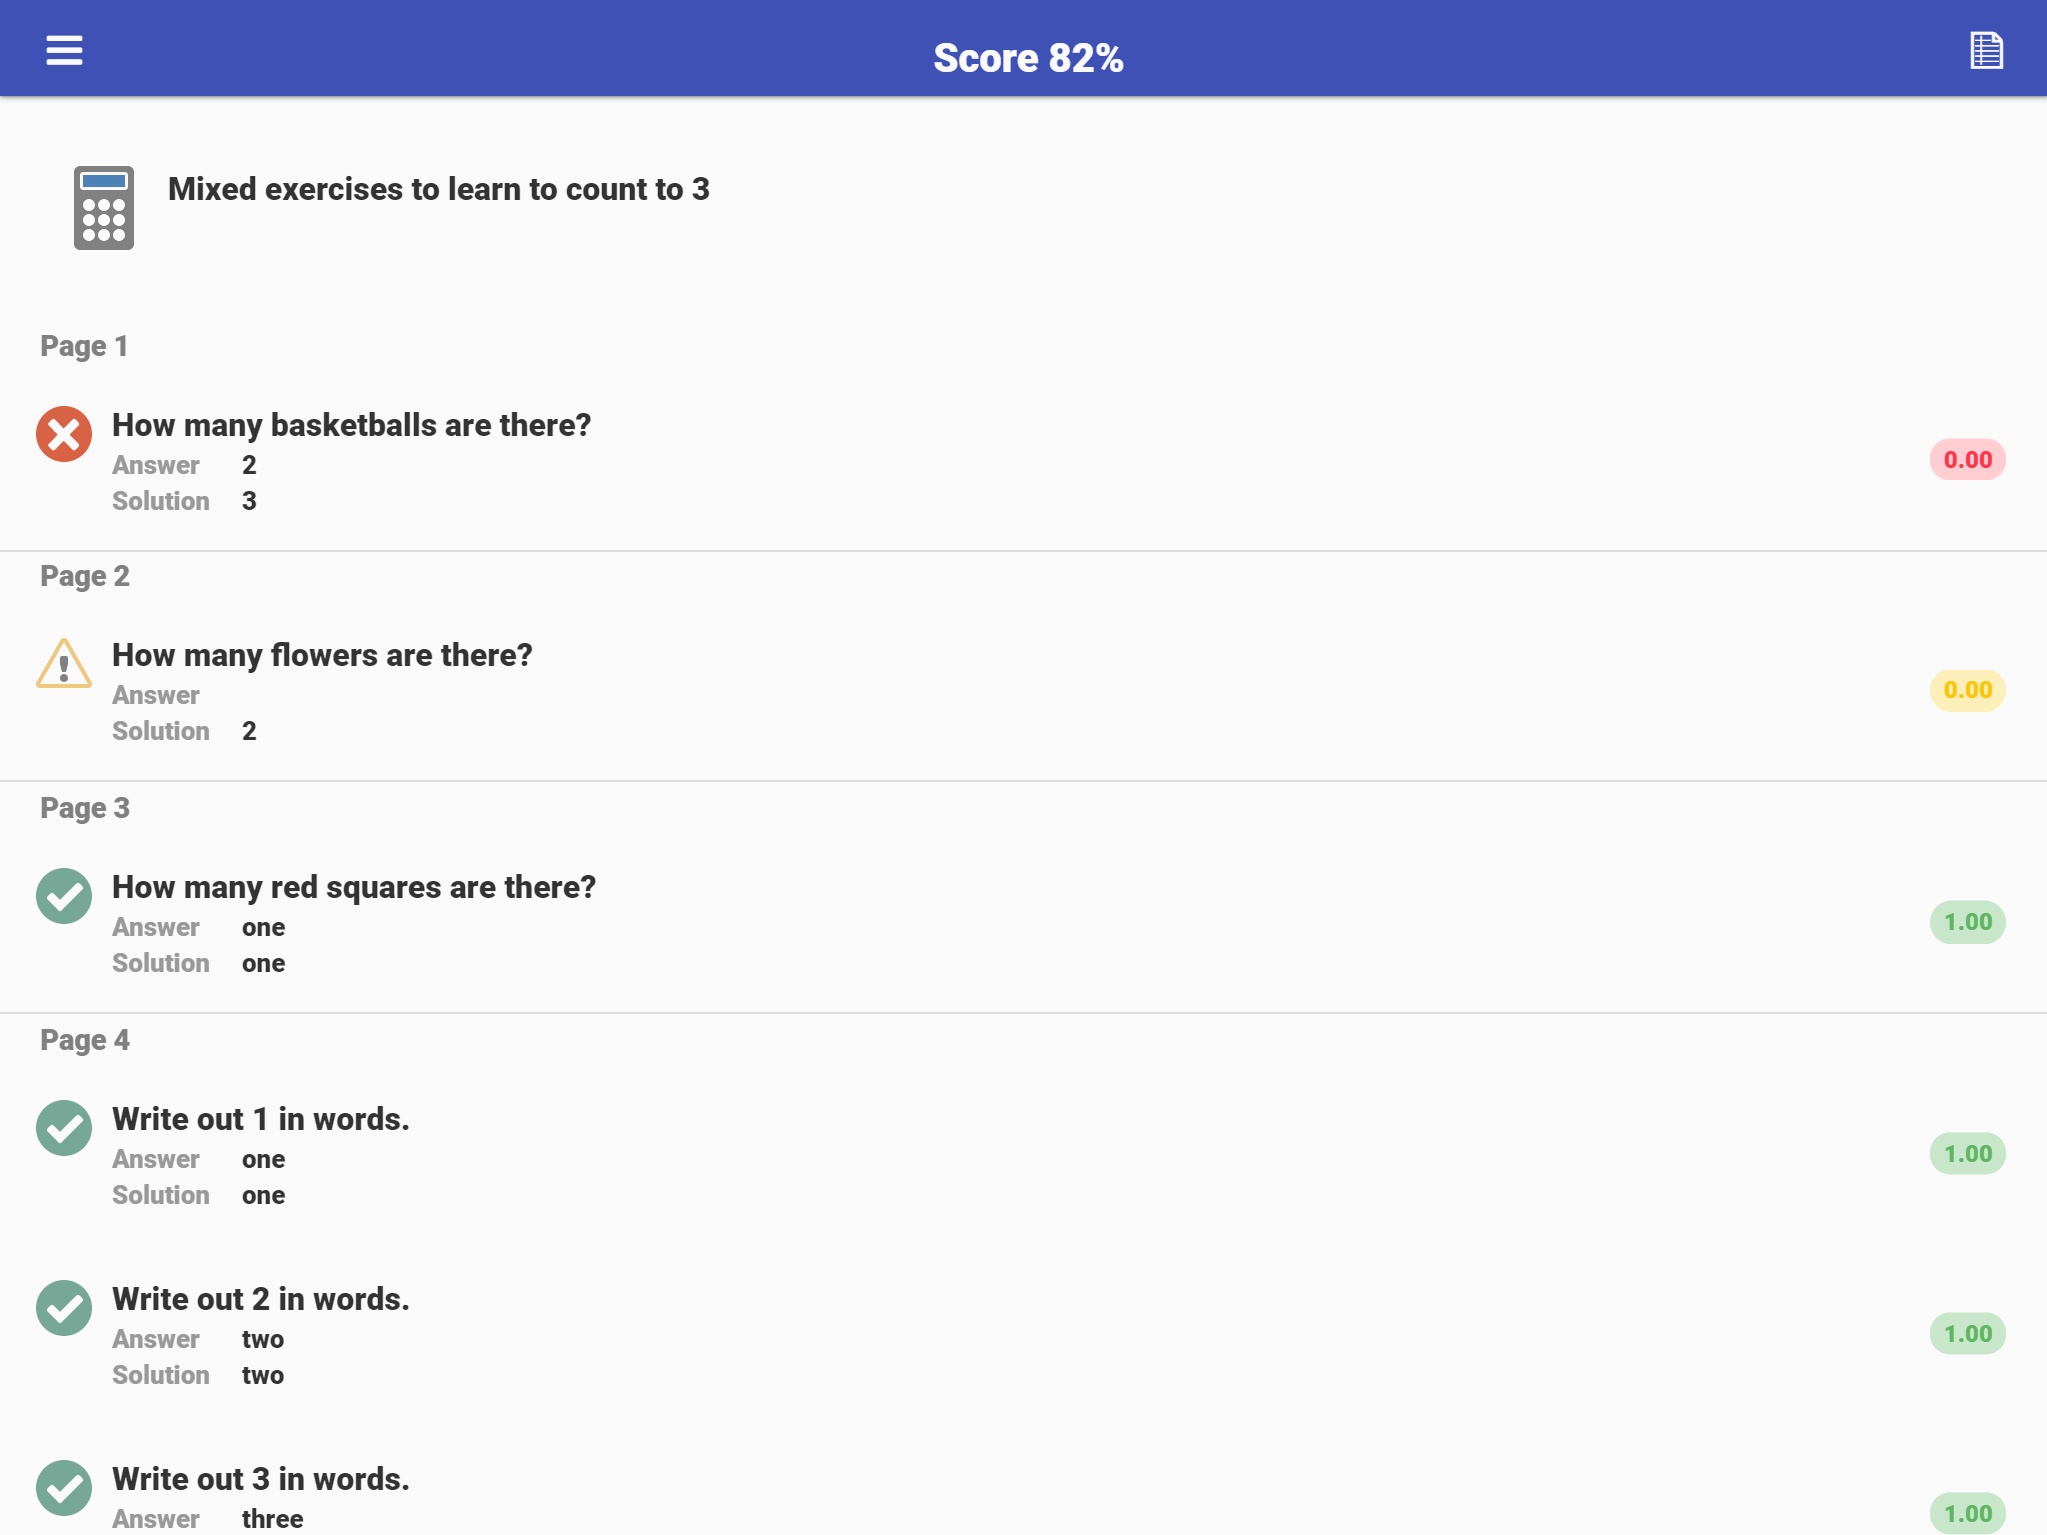 Score 82%
Mixed exercises to learn to count to 3
Page 1
How many basketballs are there?
Answer 2
0.00
Solution 3
Page 2
How many flowers are there?
Answer
0.00
Solution 2
Page 3
How many red squares are there?
Answer one
1.00
Solution one
Page 4
Write out 1 in words.
Answer one
1.00
Solution one
Write out 2 in words.
Answer two
1.00
Solution two
Write out 3 in words.
Answer three
1.00